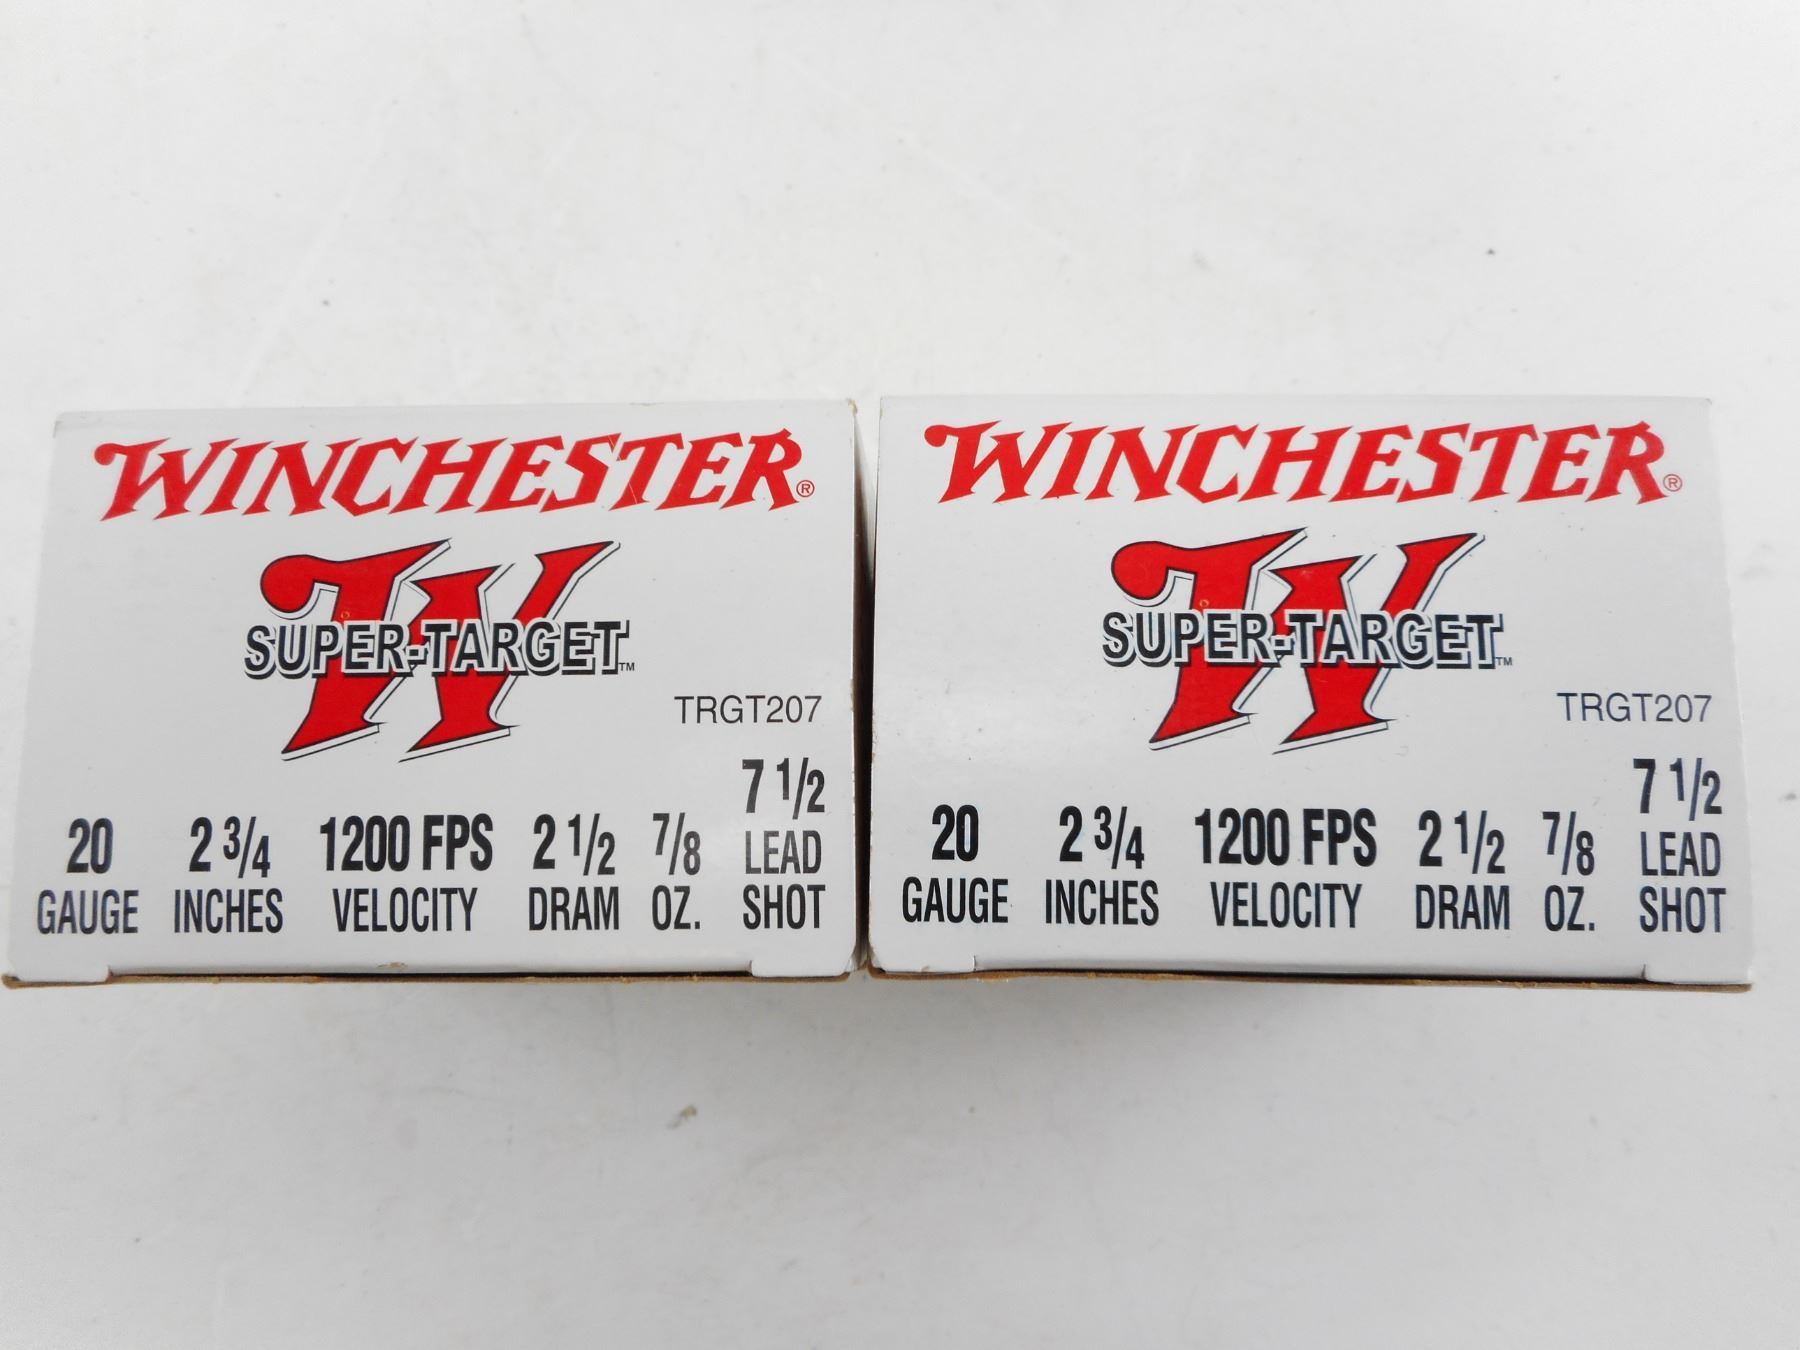 WINCHESTER®
SUPER-TARGET™
TRGT207
20 GAUGE
2 3/4 INCHES
1200 FPS VELOCITY
2 1/2 DRAM
7/8 OZ.
7 1/2 LEAD SHOT
WINCHESTER®
SUPER-TARGET™
TRGT207
20 GAUGE
2 3/4 INCHES
1200 FPS VELOCITY
2 1/2 DRAM
7/8 OZ.
7 1/2 LEAD SHOT